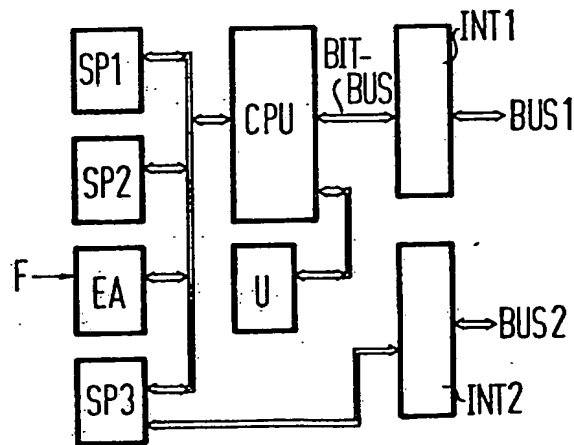 SP1
SP2
F
EA
SP3
CPU
U
BIT-
BUS
INT1
BUS1
BUS2
INT2